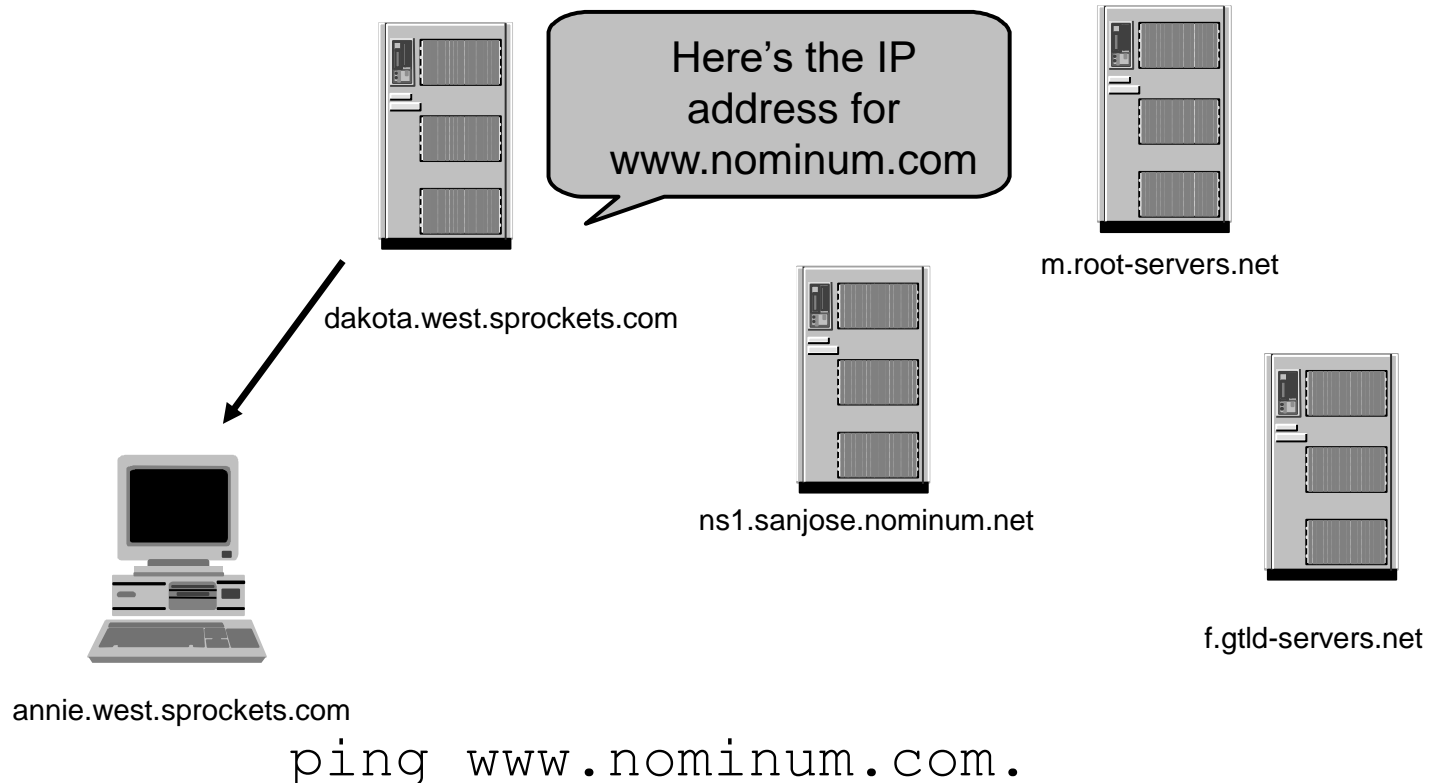 Here’s the IP
address for
www.nominum.com
m.root-servers.net
dakota.west.sprockets.com
ns1.sanjose.nominum.net
f.gtld-servers.net
annie.west.sprockets.com
ping www.nominum.com.